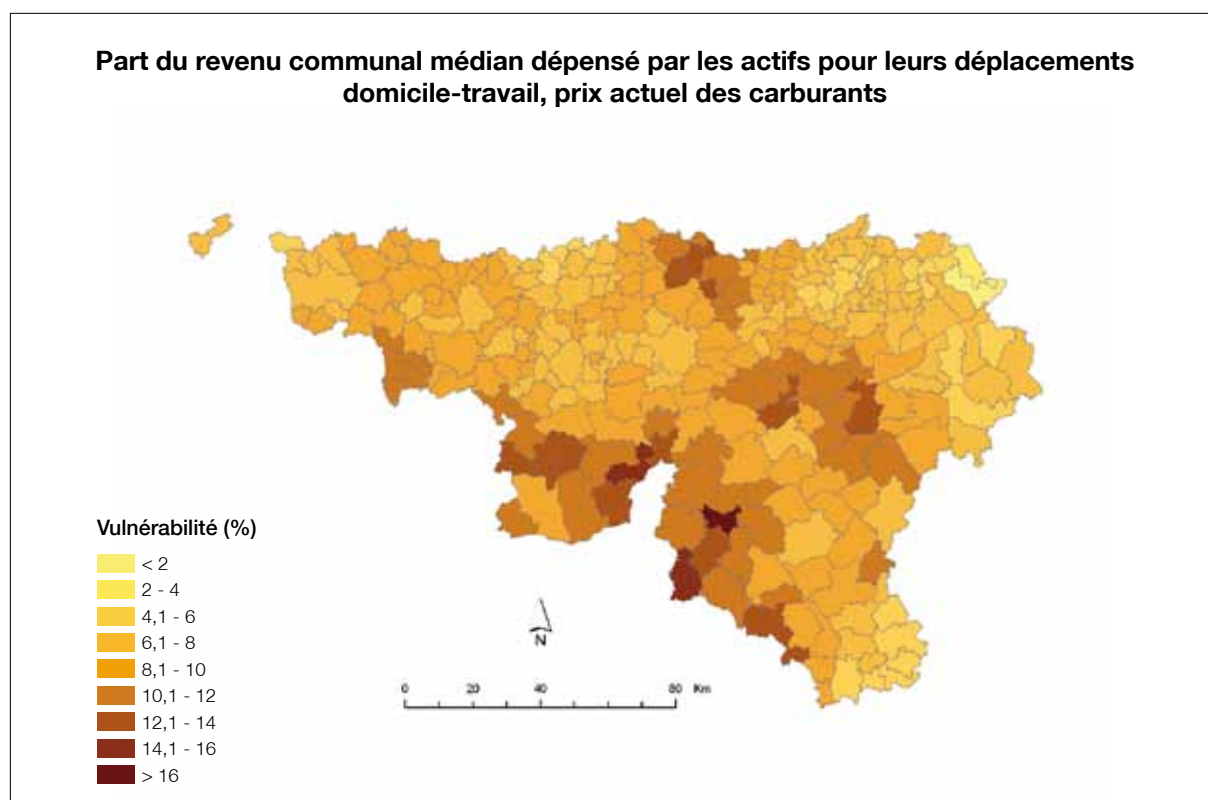 Part du revenu communal médian dépensé par les actifs pour leurs déplacements
domicile-travail, prix actuel des carburants
Vulnérabilité (%)
< 2
2 - 4
4,1 - 6
6,1 - 8
8,1 - 10
10,1 - 12
12,1 - 14
14,1 - 16
> 16
N
0 20 40 80 Km